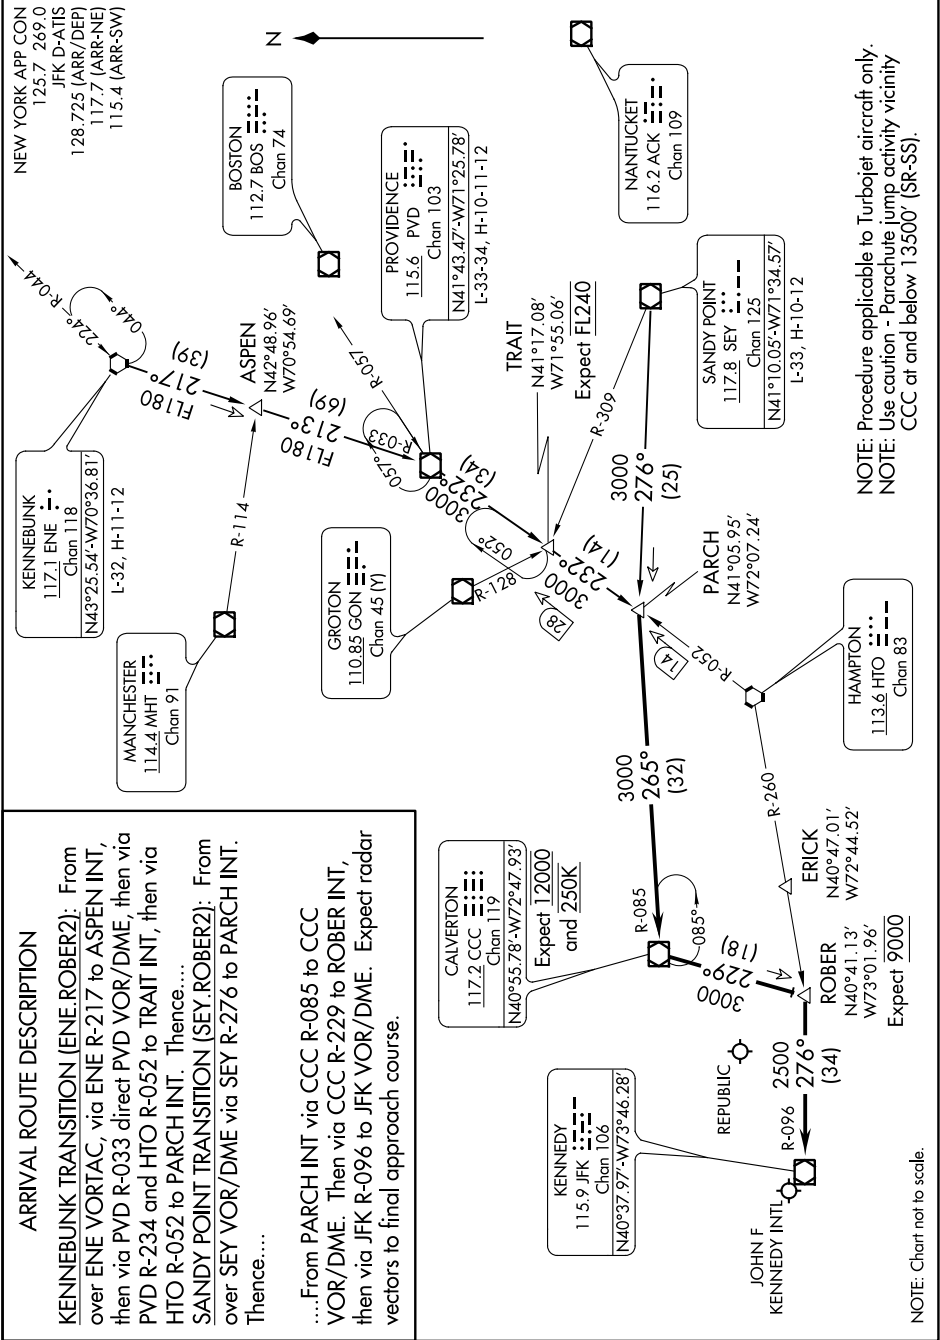 NEW YORK APP CON
125.7 269.0
JFK D-ATIS
128.725 (ARR/DEP)
117.7 (ARR-NE)
115.4 (ARR-SW)
ARRIVAL ROUTE DESCRIPTION
KENNEBUNK TRANSITION (ENE.ROBER2): From
over ENE VORTAC, via ENE R-217 to ASPEN INT,
then via PVD R-033 direct PVD VOR/DME, then via
PVD R-234 and HTO R-052 to TRAIT INT, then via
HTO R-052 to PARCH INT. Thence....
SANDY POINT TRANSITION (SEY.ROBER2): From
over SEY VOR/DME via SEY R-276 to PARCH INT.
Thence....
....From PARCH INT via CCC R-085 to CCC
VOR/DME. Then via CCC R-229 to ROBER INT,
then via JFK R-096 to JFK VOR/DME. Expect radar
vectors to final approach course.
MANCHESTER
114.4 MHT
Chan 91
R-114
KENNEBUNK
117.1 ENE
Chan 118
N43°25.54'-W70°36.81'
L-32, H-11-12
224°
R-044
044°
FL180
217°
(39)
ASPEN
N42°48.96'
W70°54.69'
FL180
213°
(69)
BOSTON
112.7 BOS
Chan 74
N
R-057
R-033
057°
PROVIDENCE
115.6 PVD
Chan 103
N41°43.47'-W71°25.78'
L-33-34, H-10-11-12
GROTON
110.85 GON
Chan 45 (Y)
R-128
3000
232°
(34)
052°
TRAIT
N41°17.08'
W71°55.06'
Expect FL240
3000
232°
(14)
28
R-309
NANTUCKET
116.2 ACK
Chan 109
SANDY POINT
117.8 SEY
Chan 125
N41°10.05'-W71°34.57'
L-33, H-10-12
3000
276°
(25)
PARCH
N41°05.95'
W72°07.24'
14
R-052
3000
265°
(32)
HAMPTON
113.6 HTO
Chan 83
R-260
CALVERTON
117.2 CCC
Chan 119
N40°55.78'-W72°47.93'
Expect 12000
and 250K
R-085
085°
3000
229°
(18)
ERICK
N40°47.01'
W72°44.52'
ROBER
N40°41.13'
W73°01.96'
Expect 9000
KENNEDY
115.9 JFK
Chan 106
N40°37.97'-W73°46.28'
REPUBLIC
R-096
2500
276°
(34)
JOHN F
KENNEDY INTL
NOTE: Procedure applicable to Turbojet aircraft only.
NOTE: Use caution - Parachute jump activity vicinity
CCC at and below 13500' (SR-SS).
NOTE: Chart not to scale.